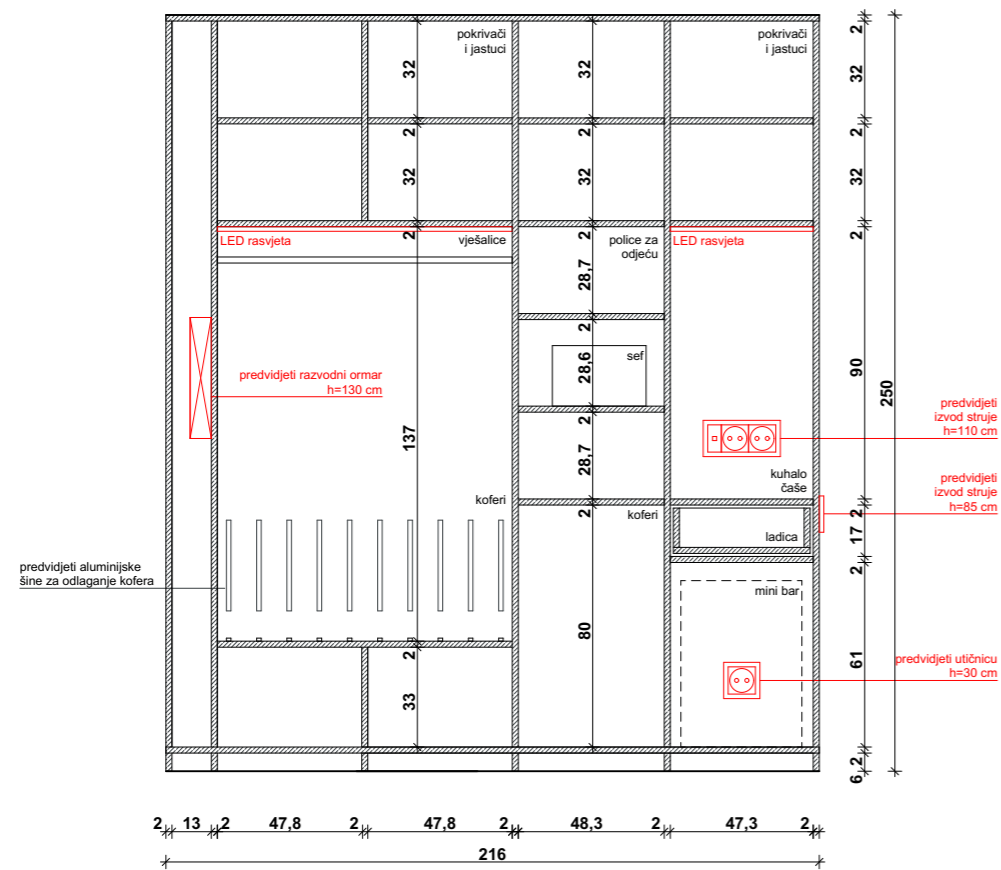 pokrivači
i jastuci
pokrivači
i jastuci
32
32
2
32
2
2
2
32
32
32
2
2
2
2
LED rasvjeta
vješalice
police za
odjeću
LED rasvjeta
28,7
2
predvidjeti razvodni ormar
h=130 cm
sef
28,6
90
250
2
137
28,7
predvidjeti
izvod struje
h=110 cm
koferi
kuhalo
čaše
predvidjeti
izvod struje
h=85 cm
2
koferi
2
ladica
17
predvidjeti aluminijske
šine za odlaganje kofera
2
mini bar
80
61
2
33
predvidjeti utičnicu
h=30 cm
2
6
2
13
2
47,8
2
47,8
2
48,3
2
47,3
2
216